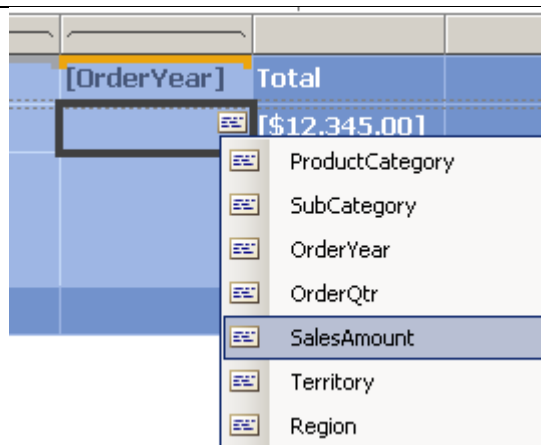 [OrderYear] Total
[$12.345.00]
ProductCategory
SubCategory
OrderYear
OrderQtr
SalesAmount
Territory
Region